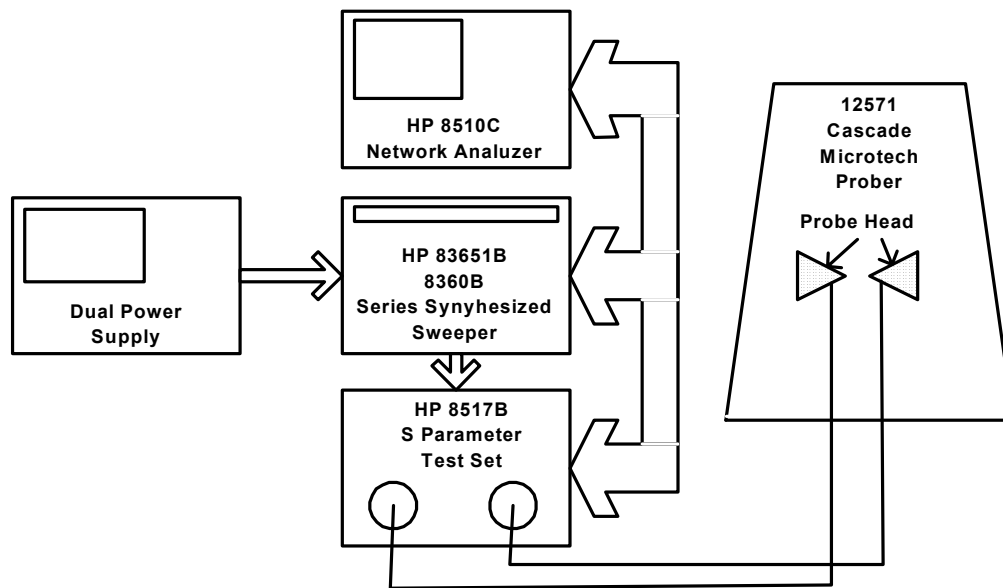 HP 8510C
Network Analuzer
12571
Cascade
Microtech
Prober
Probe Head
HP 83651B
8360B
Series Synyhesized
Sweeper
Dual Power
Supply
HP 8517B
S Parameter
Test Set